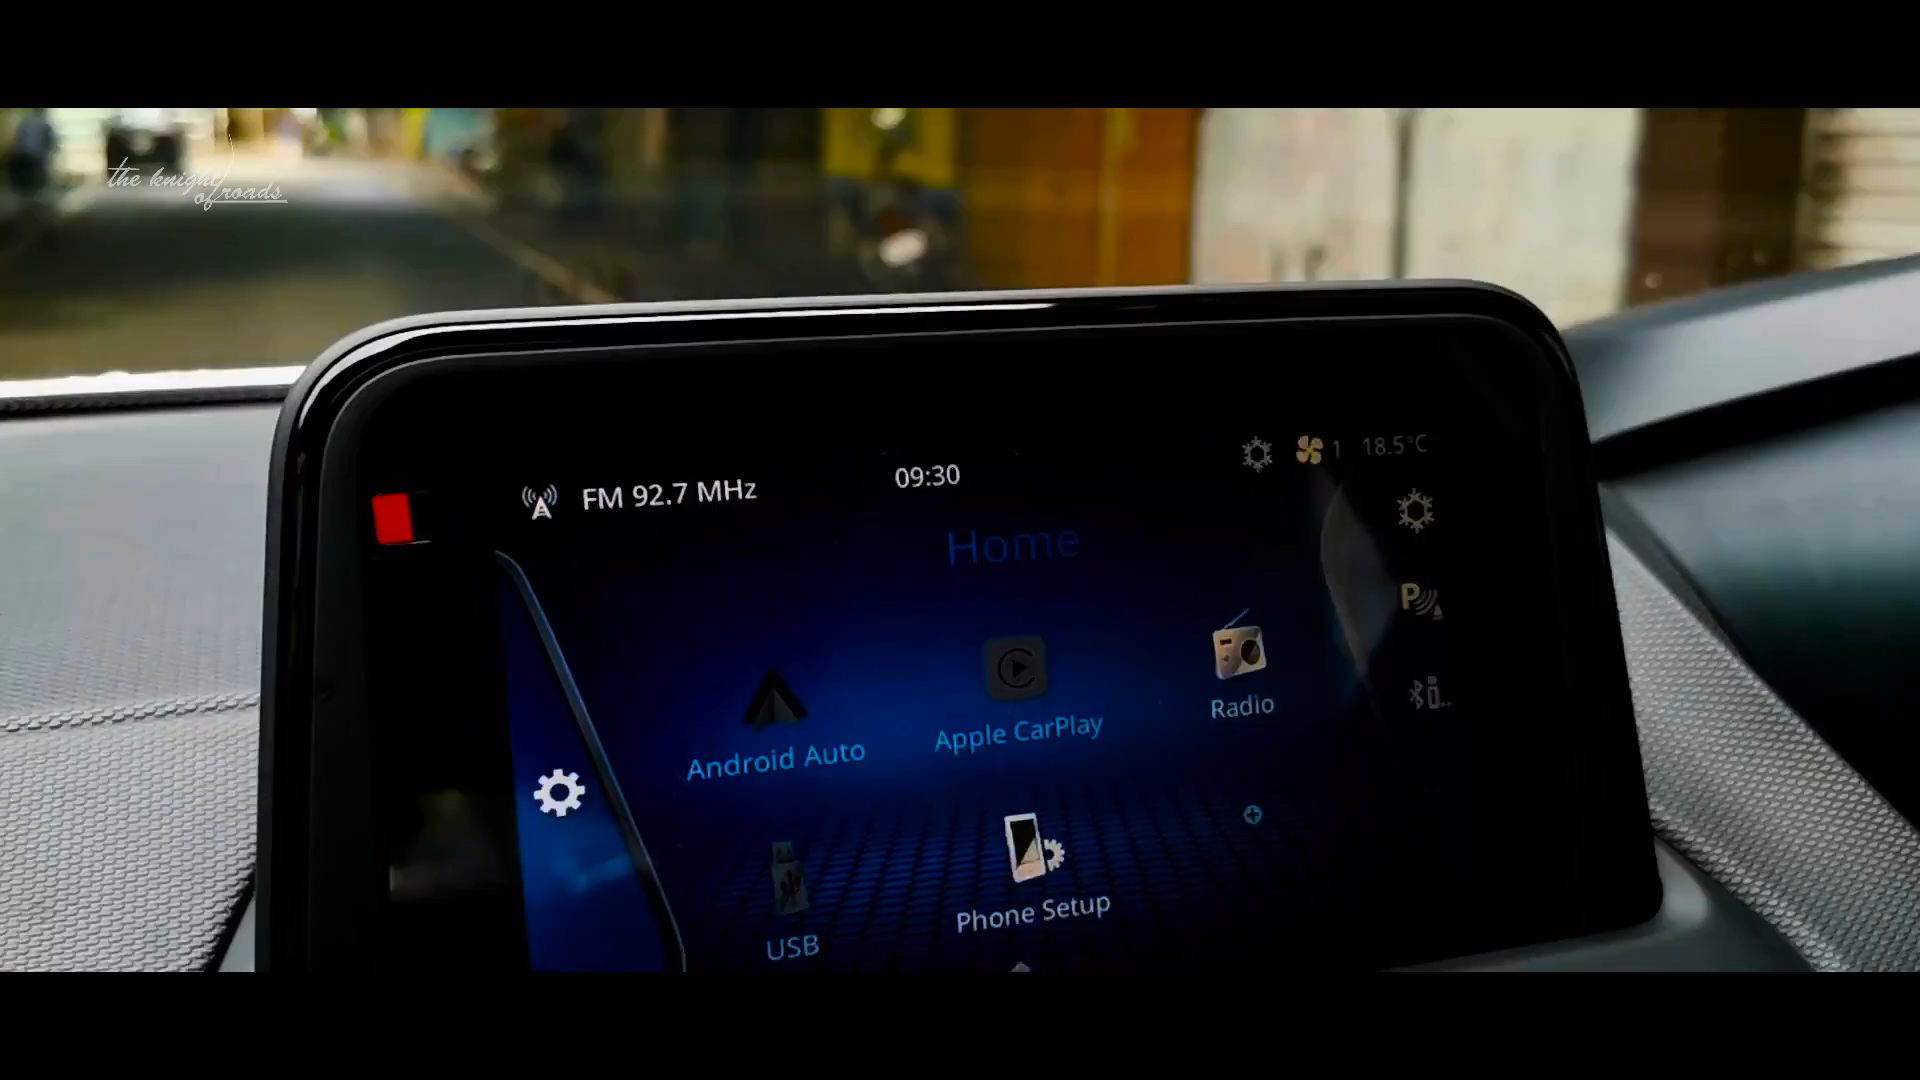 the knight
of roads
FM 92.7 MHz
09:30
1
18.5°C
Home
P
Android Auto
Apple CarPlay
Radio
USB
Phone Setup